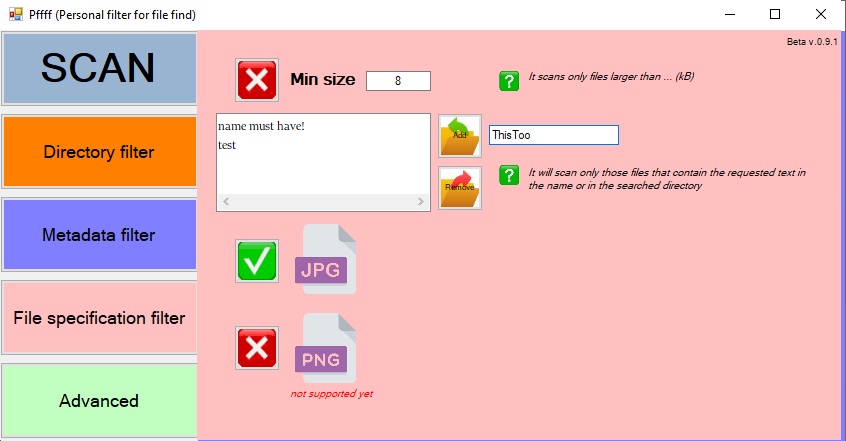 Pffff (Personal filter for file find)
Beta v.0.9.1
SCAN
Directory filter
Metadata filter
File specification filter
Advanced
Min size
8
? It scans only files larger than ... (kB)
name must have!
test
Add
ThisToo
Remove
? It will scan only those files that contain the requested text in
the name or in the searched directory
JPG
PNG
not supported yet